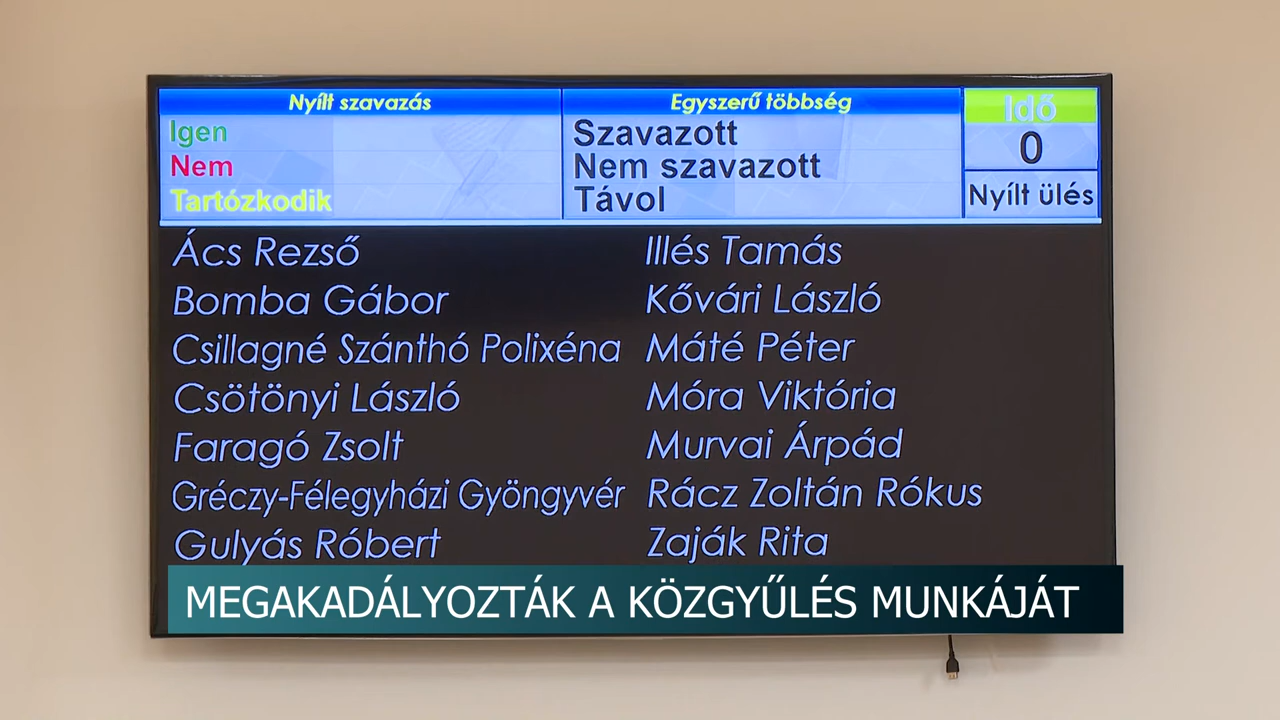 Nyílt szavazás
Igen
Nem
Tartózkodik
Egyszerű többség
Szavazott
Nem szavazott
Távol
Idő
0
Nyílt ülés
Ács Rezső
Bomba Gábor
Csillagné Szánthó Polixéna
Csötönyi László
Faragó Zsolt
Gréczy-Félegyházi Gyöngyvér
Gulyás Róbert
Illés Tamás
Kővári László
Máté Péter
Móra Viktória
Murvai Árpád
Rácz Zoltán Rókus
Zaják Rita
MEGAKADÁLYOZTÁK A KÖZGYŰLÉS MUNKÁJÁT